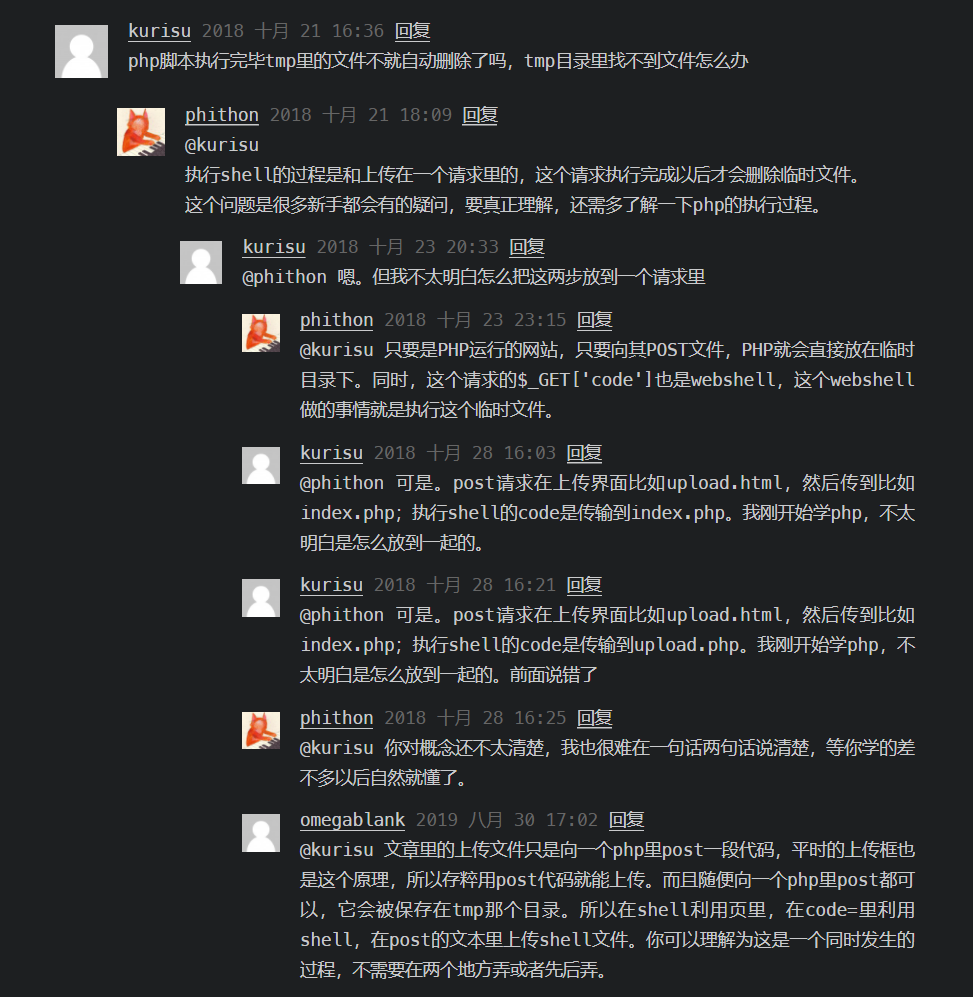 kurisu 2018 十月 21 16:36 回复
php脚本执行完毕tmp里的文件不就自动删除了吗，tmp目录里找不到文件怎么办
phithon 2018 十月 21 18:09 回复
@kurisu
执行shell的过程是和上传在一个请求里的，这个请求执行完成以后才会删除临时文件。
这个问题是很多新手都会有的疑问，要真正理解，还需多了解一下php的执行过程。
kurisu 2018 十月 23 20:33 回复
@phithon 嗯。但我不太明白怎么把这两步放到一个请求里
phithon 2018 十月 23 23:15 回复
@kurisu 只要是PHP运行的网站，只要向其POST文件，PHP就会直接放在临时
目录下。同时，这个请求的$_GET['code']也是webshell，这个webshell
做的事情就是执行这个临时文件。
kurisu 2018 十月 28 16:03 回复
@phithon 可是。post请求在上传界面比如upload.html，然后传到比如
index.php；执行shell的code是传输到index.php。我刚开始学php，不太
明白是怎么放到一起的。
kurisu 2018 十月 28 16:21 回复
@phithon 可是。post请求在上传界面比如upload.html，然后传到比如
index.php；执行shell的code是传输到upload.php。我刚开始学php，不
太明白是怎么放到一起的。前面说错了
phithon 2018 十月 28 16:25 回复
@kurisu 你对概念还不太清楚，我也很难在一句话两句话说清楚，等你学的差
不多以后自然就懂了。
omegablank 2019 八月 30 17:02 回复
@kurisu 文章里的上传文件只是向一个php里post一段代码，平时的上传框也
是这个原理，所以存粹用post代码就能上传。而且随便向一个php里post都可
以，它会被保存在tmp那个目录。所以在shell利用页里，在code=里利用
shell，在post的文本里上传shell文件。你可以理解为这是一个同时发生的
过程，不需要在两个地方弄或者先后弄。